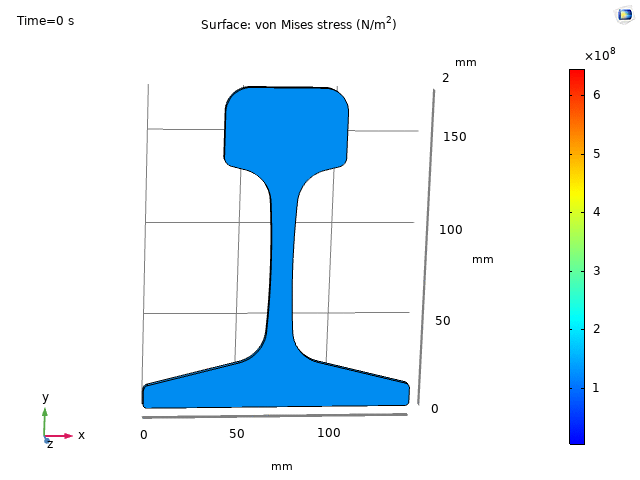 Time=0 s
Surface: von Mises stress (N/m²)
mm
2
×10⁸
6
5
4
3
2
1
150
100
mm
50
0
y
x
z
0
50
100
mm